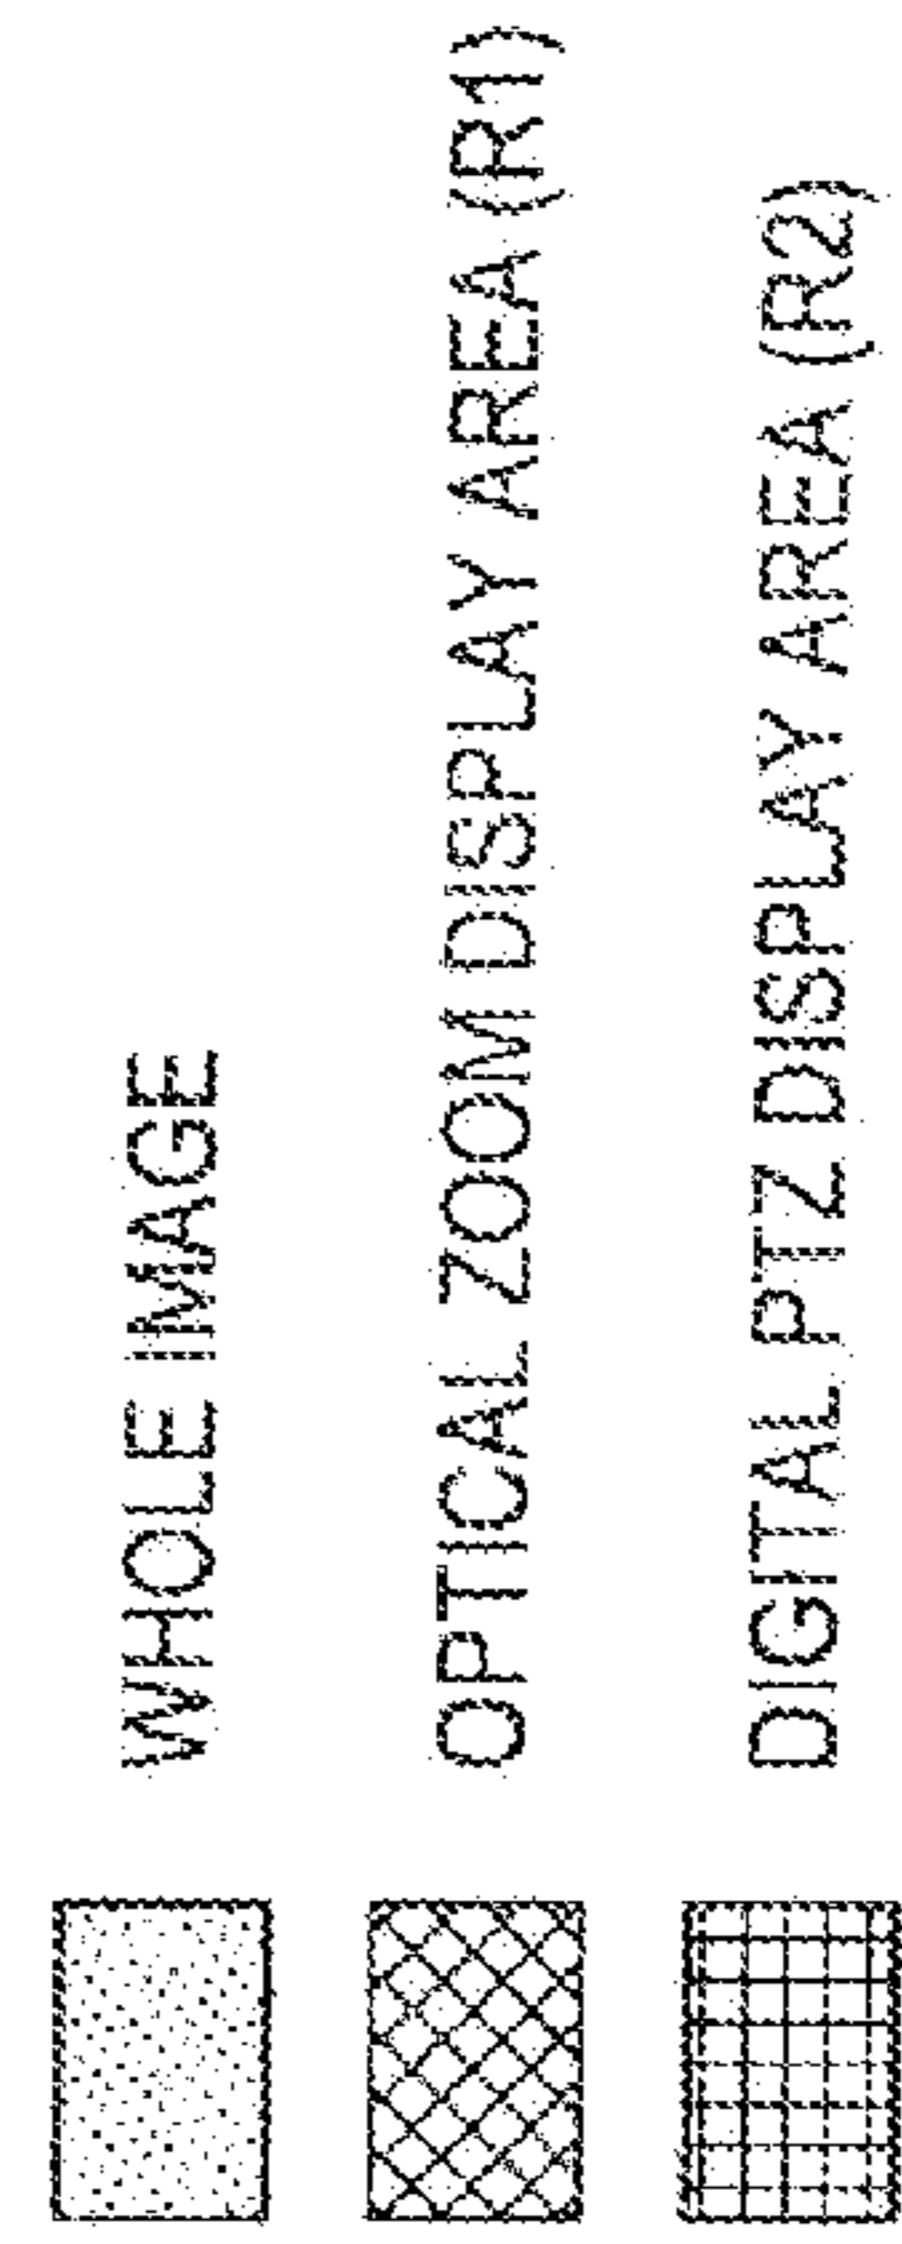 WHOLE IMAGE
OPTICAL ZOOM DISPLAY AREA (R1)
DIGITAL PTZ DISPLAY AREA (R2)